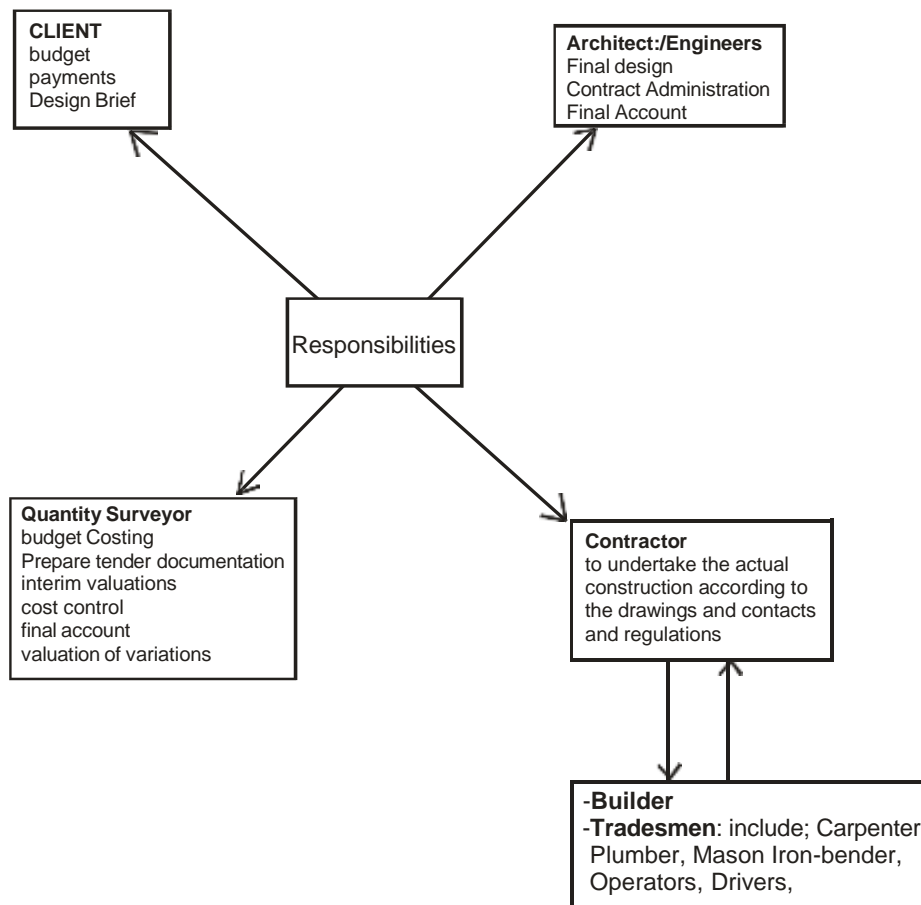 CLIENT
budget
payments
Design Brief
Architect:/Engineers
Final design
Contract Administration
Final Account
Responsibilities
Quantity Surveyor
budget Costing
Prepare tender documentation
interim valuations
cost control
final account
valuation of variations
Contractor
to undertake the actual
construction according to
the drawings and contacts
and regulations
-Builder
-Tradesmen: include; Carpenter
Plumber, Mason Iron-bender,
Operators, Drivers,